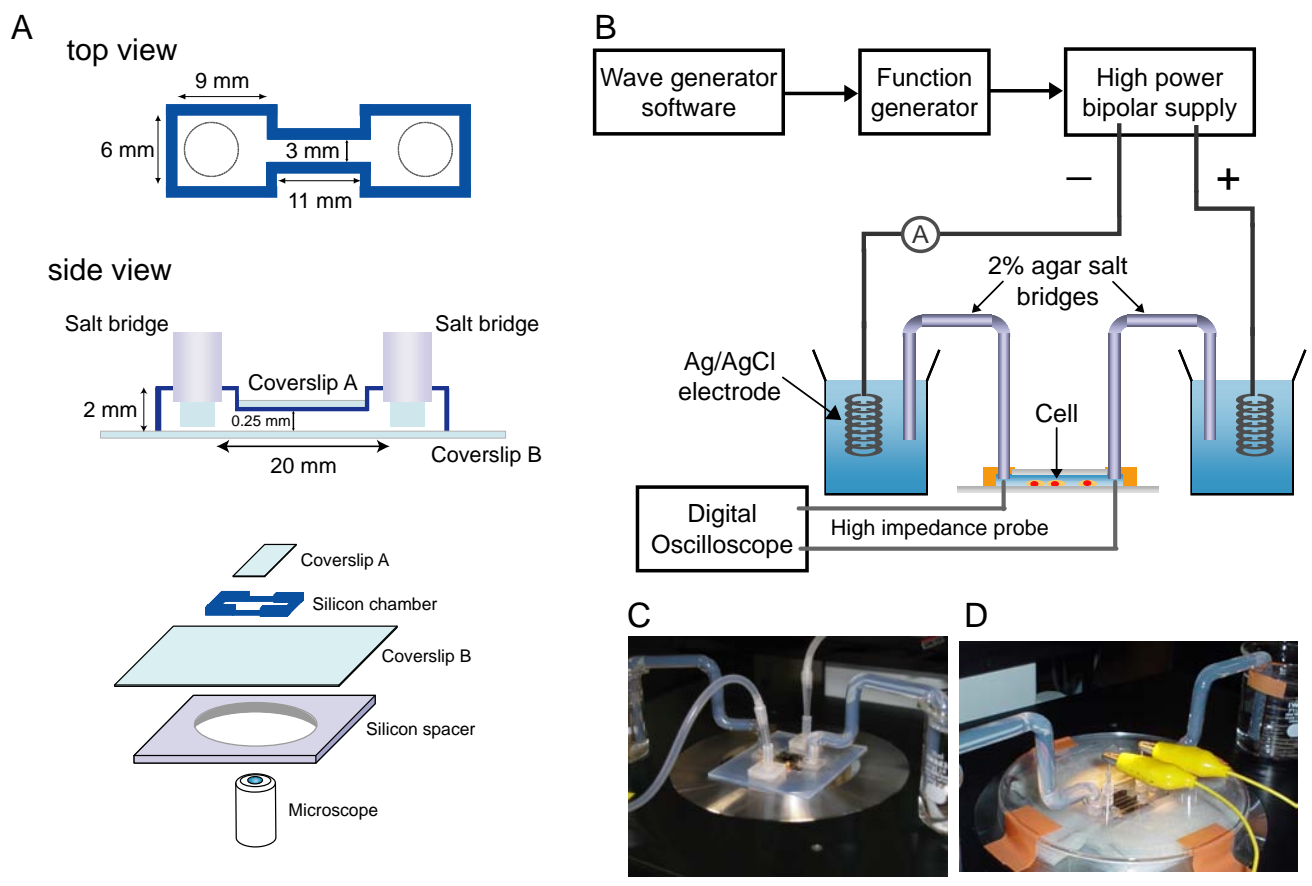 A
top view
9 mm
6 mm
3 mm
11 mm
side view
Salt bridge
Salt bridge
Coverslip A
2 mm
0.25 mm
20 mm
Coverslip B
Coverslip A
Silicon chamber
Coverslip B
Silicon spacer
Microscope
B
Wave generator
software
Function
generator
High power
bipolar supply
–
+
A
2% agar salt
bridges
Ag/AgCl
electrode
Cell
Digital
Oscilloscope
High impedance probe
C
D